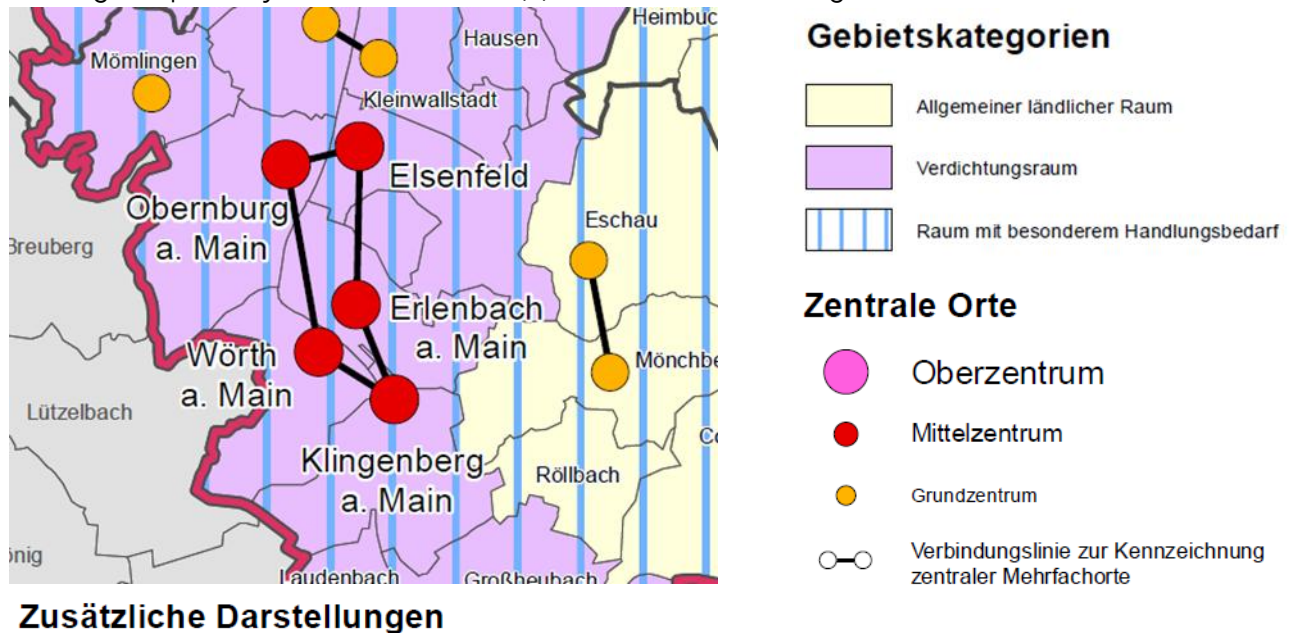 Heimbuc
Hausen
Mömlingen
Kleinwallstadt
Elsenfeld
Obernburg
a. Main
Eschau
Breuberg
Erlenbach
a. Main
Wörth
a. Main
Mönchbe
Lützelbach
Klingenberg
a. Main
Röllbach
Laudenbach
Großheubach
Gebietskategorien
Allgemeiner ländlicher Raum
Verdichtungsraum
Raum mit besonderem Handlungsbedarf
Zentrale Orte
Oberzentrum
Mittelzentrum
Grundzentrum
Verbindungslinie zur Kennzeichnung
zentraler Mehrfachorte
Zusätzliche Darstellungen